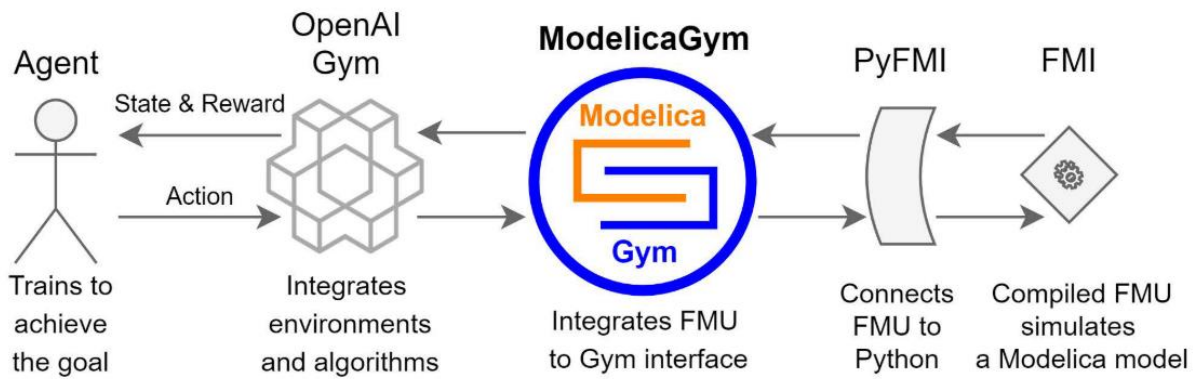 Agent
OpenAI
Gym
ModelicaGym
PyFMI
FMI
State & Reward
Action
Modelica
Gym
Trains to
achieve
the goal
Integrates
environments
and algorithms
Integrates FMU
to Gym interface
Connects
FMU to
Python
Compiled FMU
simulates
a Modelica model